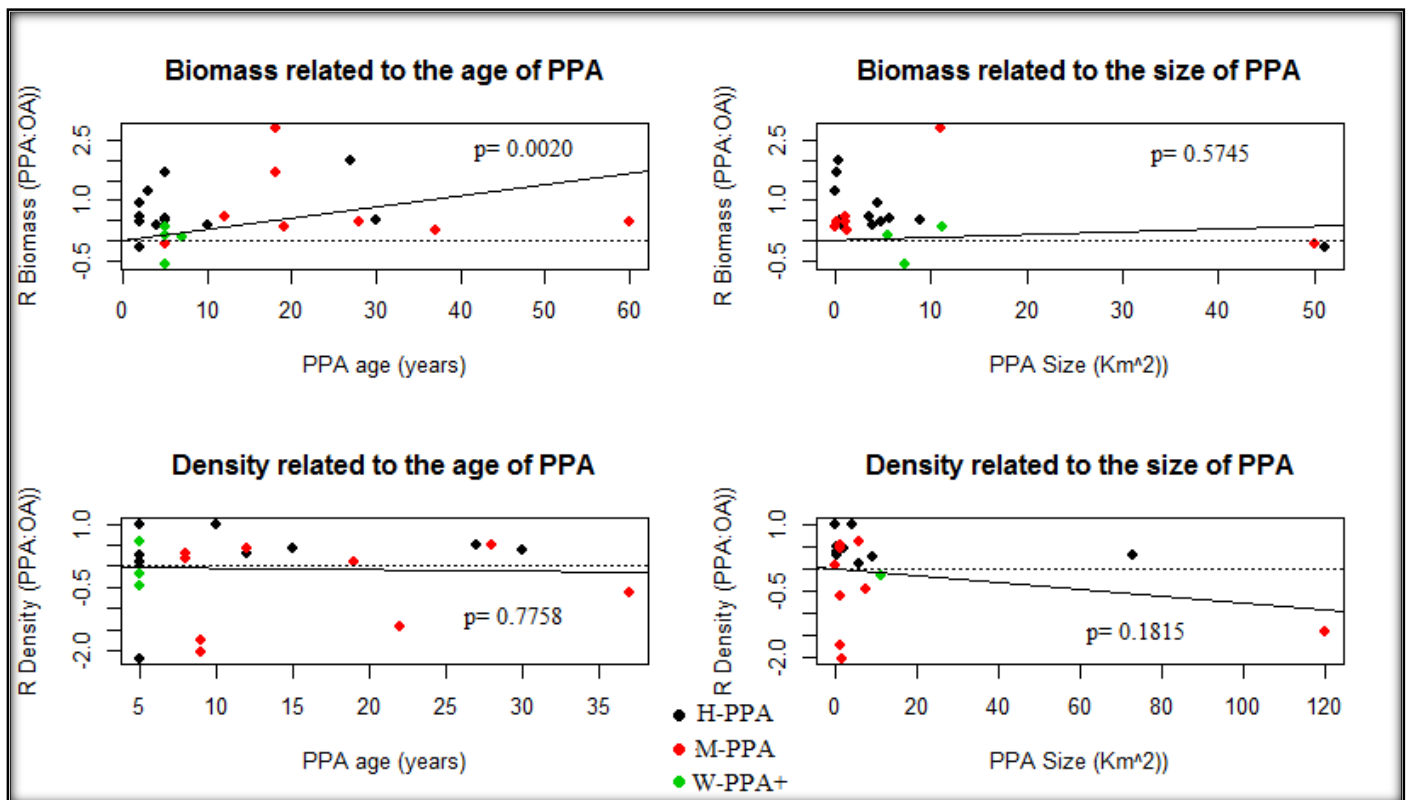 Biomass related to the age of PPA
R Biomass (PPA:OA))
2.5
1.0
-0.5
p= 0.0020
0 10 20 30 40 50 60
PPA age (years)
Biomass related to the size of PPA
R Biomass (PPA:OA))
2.5
1.0
-0.5
p= 0.5745
0 10 20 30 40 50
PPA Size (Km^2))
Density related to the age of PPA
R Density (PPA:OA))
1.0
-0.5
-2.0
p= 0.7758
5 10 15 20 25 30 35
PPA age (years)
Density related to the size of PPA
R Density (PPA:OA))
1.0
-0.5
-2.0
p= 0.1815
0 20 40 60 80 100 120
PPA Size (Km^2))
H-PPA
M-PPA
W-PPA+